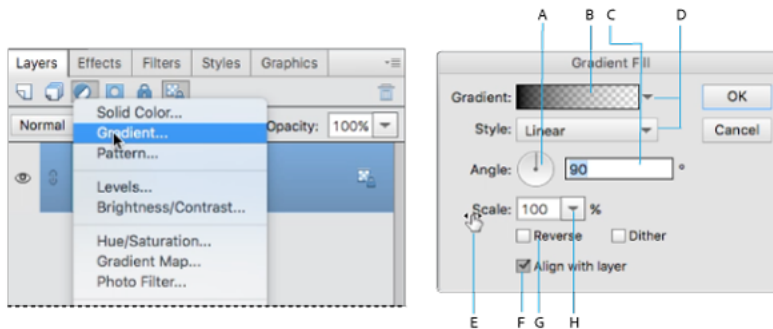 A B C D
Layers Effects Filters Styles Graphics
Solid Color...
Normal Gradient... Opacity: 100%
Pattern...
Levels...
Brightness/Contrast...
Hue/Saturation...
Gradient Map...
Photo Filter...
Gradient Fill
Gradient: OK
Style: Linear Cancel
Angle: 90 °
Scale: 100 %
Reverse Dither
Align with layer
E F G H